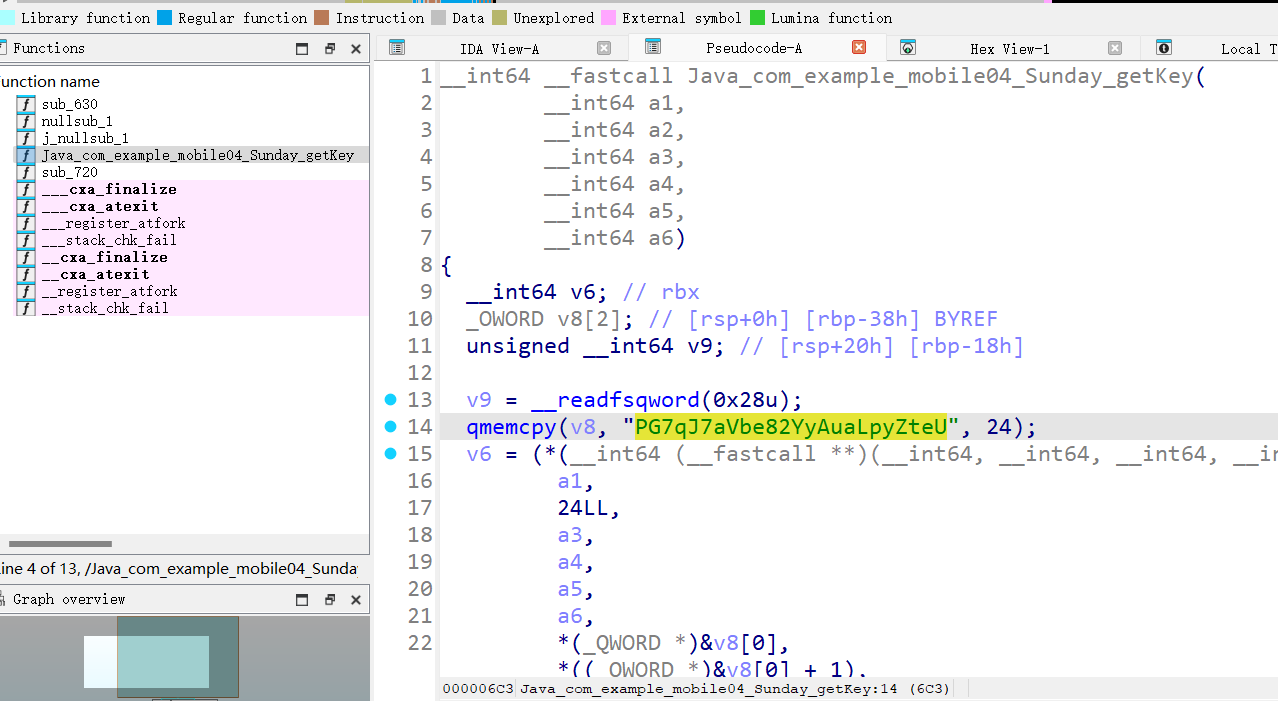 Library function Regular function Instruction Data Unexplored External symbol Lumina function
Functions
IDA View-A Pseudocode-A Hex View-1 Local T
unction name
f sub_630
f nullsub_1
f j_nullsub_1
f Java_com_example_mobile04_Sunday_getKey
f sub_720
f ___cxa_finalize
f ___cxa_atexit
f ___register_atfork
f ___stack_chk_fail
f __cxa_finalize
f __cxa_atexit
f __register_atfork
f __stack_chk_fail
ine 4 of 13, /Java_com_example_mobile04_Sunda
Graph overview
1 __int64 __fastcall Java_com_example_mobile04_Sunday_getKey(
2 __int64 a1,
3 __int64 a2,
4 __int64 a3,
5 __int64 a4,
6 __int64 a5,
7 __int64 a6)
8 {
9 __int64 v6; // rbx
10 _OWORD v8[2]; // [rsp+0h] [rbp-38h] BYREF
11 unsigned __int64 v9; // [rsp+20h] [rbp-18h]
12
13 v9 = __readfsqword(0x28u);
14 qmemcpy(v8, "PG7qJ7aVbe82YyAuaLpyZteU", 24);
15 v6 = (*(__int64 (__fastcall **)(__int64, __int64, __int64, __in
16 a1,
17 24LL,
18 a3,
19 a4,
20 a5,
21 a6,
22 *(_QWORD *)&v8[0],
*((_QWORD *)&v8[0] + 1),
000006C3 Java_com_example_mobile04_Sunday_getKey:14 (6C3)